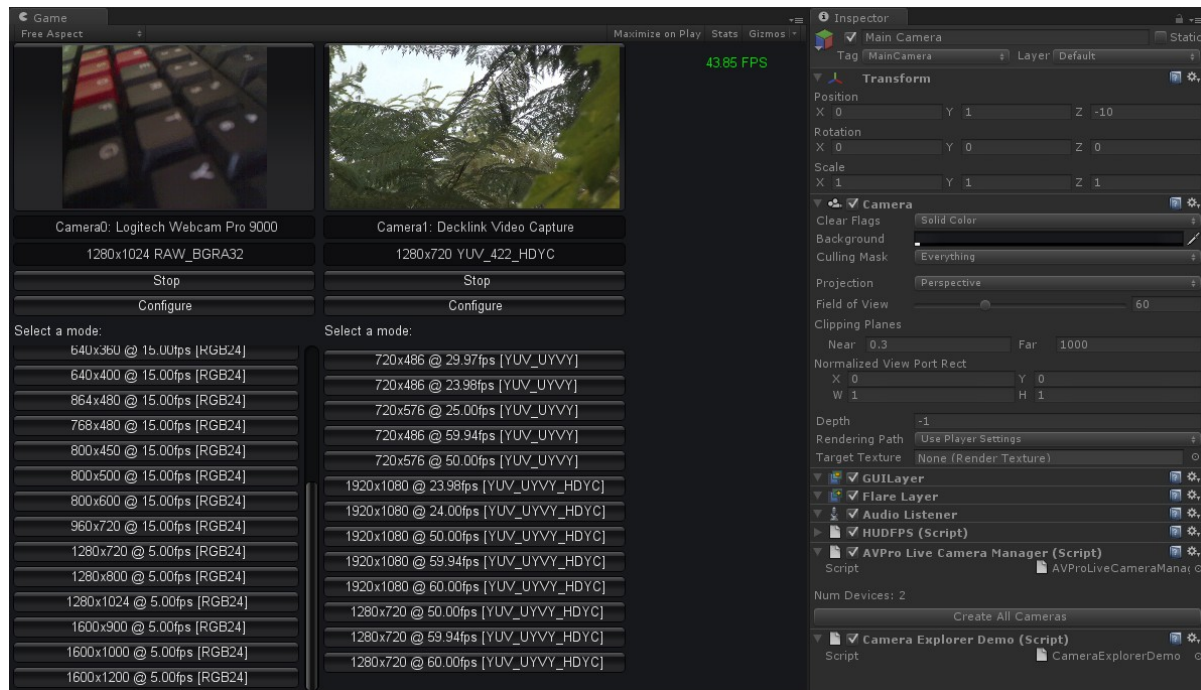 Game
Free Aspect
Maximize on Play Stats Gizmos
43.85 FPS
Camera0: Logitech Webcam Pro 9000
1280x1024 RAW_BGRA32
Stop
Configure
Select a mode:
640x360 @ 15.00fps [RGB24]
640x400 @ 15.00fps [RGB24]
864x480 @ 15.00fps [RGB24]
768x480 @ 15.00fps [RGB24]
800x450 @ 15.00fps [RGB24]
800x500 @ 15.00fps [RGB24]
800x600 @ 15.00fps [RGB24]
960x720 @ 15.00fps [RGB24]
1280x720 @ 5.00fps [RGB24]
1280x800 @ 5.00fps [RGB24]
1280x1024 @ 5.00fps [RGB24]
1600x900 @ 5.00fps [RGB24]
1600x1000 @ 5.00fps [RGB24]
1600x1200 @ 5.00fps [RGB24]
Camera1: Decklink Video Capture
1280x720 YUV_422_HDYC
Stop
Configure
Select a mode:
720x486 @ 29.97fps [YUV_UYVY]
720x486 @ 23.98fps [YUV_UYVY]
720x576 @ 25.00fps [YUV_UYVY]
720x486 @ 59.94fps [YUV_UYVY]
720x576 @ 50.00fps [YUV_UYVY]
1920x1080 @ 23.98fps [YUV_UYVY_HDYC]
1920x1080 @ 24.00fps [YUV_UYVY_HDYC]
1920x1080 @ 50.00fps [YUV_UYVY_HDYC]
1920x1080 @ 59.94fps [YUV_UYVY_HDYC]
1920x1080 @ 60.00fps [YUV_UYVY_HDYC]
1280x720 @ 50.00fps [YUV_UYVY_HDYC]
1280x720 @ 59.94fps [YUV_UYVY_HDYC]
1280x720 @ 60.00fps [YUV_UYVY_HDYC]
Inspector
Main Camera Static
Tag MainCamera Layer Default
Transform
Position
X 0 Y 1 Z -10
Rotation
X 0 Y 0 Z 0
Scale
X 1 Y 1 Z 1
Camera
Clear Flags Solid Color
Background
Culling Mask Everything
Projection Perspective
Field of View 60
Clipping Planes
Near 0.3 Far 1000
Normalized View Port Rect
X 0 Y 0
W 1 H 1
Depth -1
Rendering Path Use Player Settings
Target Texture None (Render Texture)
GUILayer
Flare Layer
Audio Listener
HUDFPS (Script)
AVPro Live Camera Manager (Script)
Script AVProLiveCameraManag
Num Devices: 2
Create All Cameras
Camera Explorer Demo (Script)
Script CameraExplorerDemo